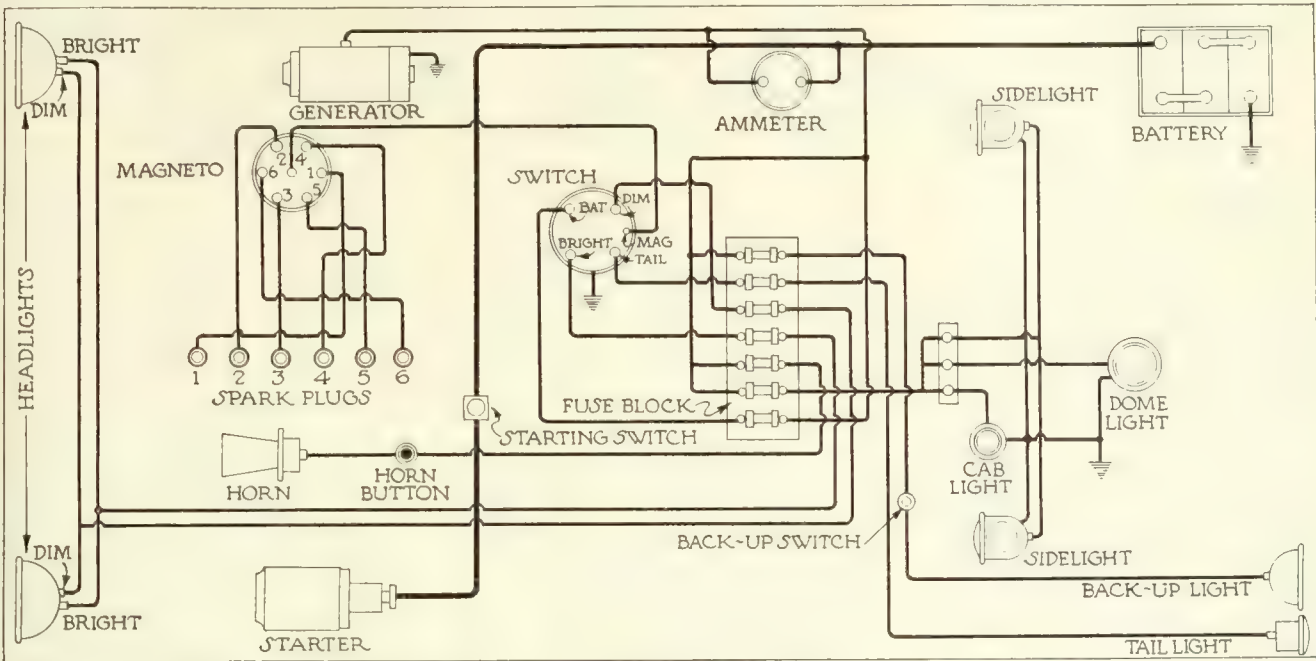 BRIGHT
DIM
HEADLIGHTS
DIM
BRIGHT
GENERATOR
MAGNETO
2 4
6 1
3 5
1 2 3 4 5 6
SPARK PLUGS
HORN
HORN
BUTTON
STARTER
STARTING SWITCH
SWITCH
BAT
DIM
BRIGHT
MAG
TAIL
FUSE BLOCK
AMMETER
BATTERY
SIDELIGHT
DOME
LIGHT
CAB
LIGHT
SIDELIGHT
BACK-UP SWITCH
BACK-UP LIGHT
TAIL LIGHT